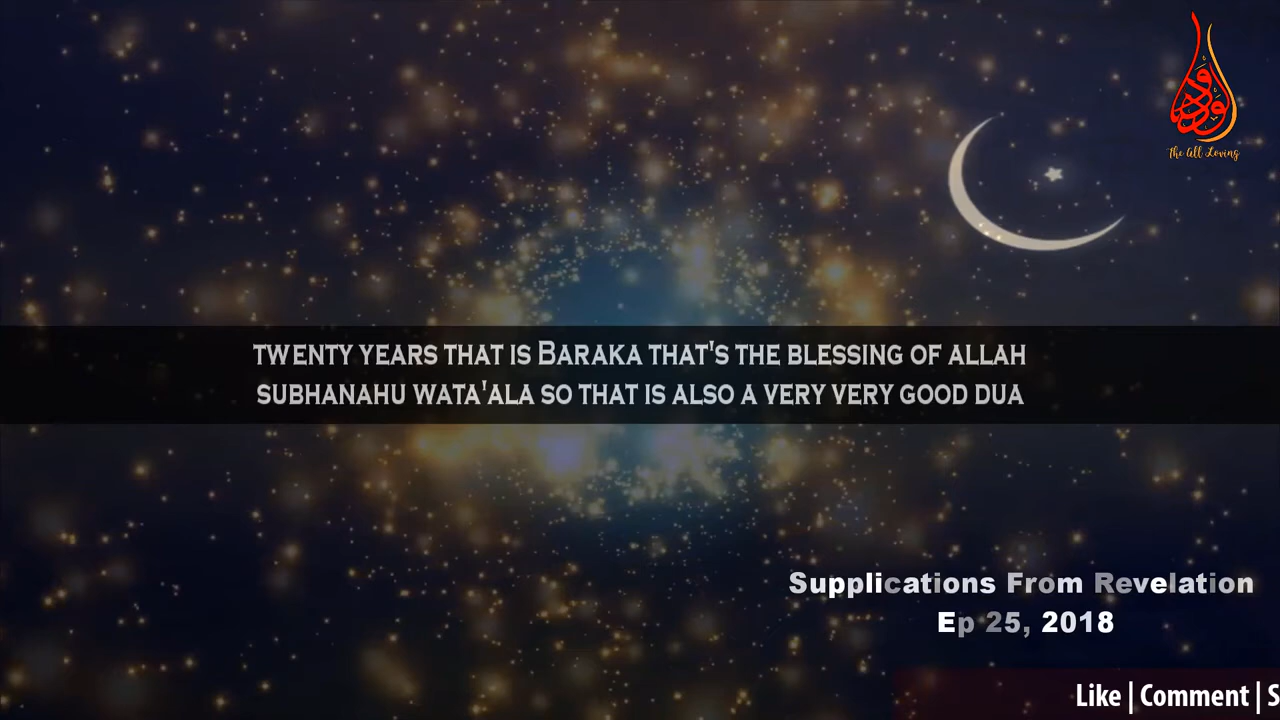 الودود
The All Loving
TWENTY YEARS THAT IS BARAKA THAT'S THE BLESSING OF ALLAH
SUBHANAHU WATA'ALA SO THAT IS ALSO A VERY VERY GOOD DUA
Supplications From Revelation
Ep 25, 2018
Like | Comment | S